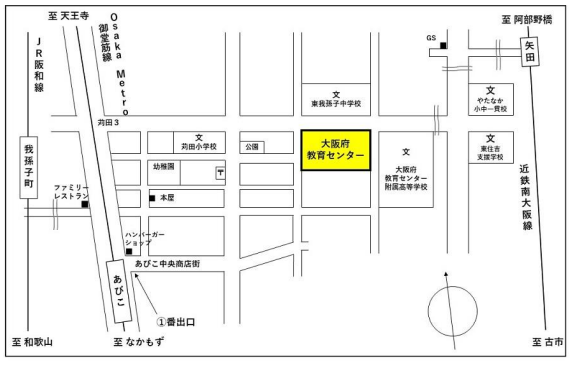 至 天王寺
至 阿部野橋
Osaka Metro
御堂筋線
JR阪和線
GS
矢田
文
東我孫子中学校
文
やたなか
小中一貫校
苅田3
文
苅田小学校
公園
大阪府
教育センター
文
大阪府
教育センター
附属高等学校
文
東住吉
支援学校
我孫子町
幼稚園
〒
近鉄南大阪線
ファミリー
レストラン
本屋
ハンバーガー
ショップ
あびこ中央商店街
あびこ
①番出口
至 和歌山
至 なかもず
至 古市